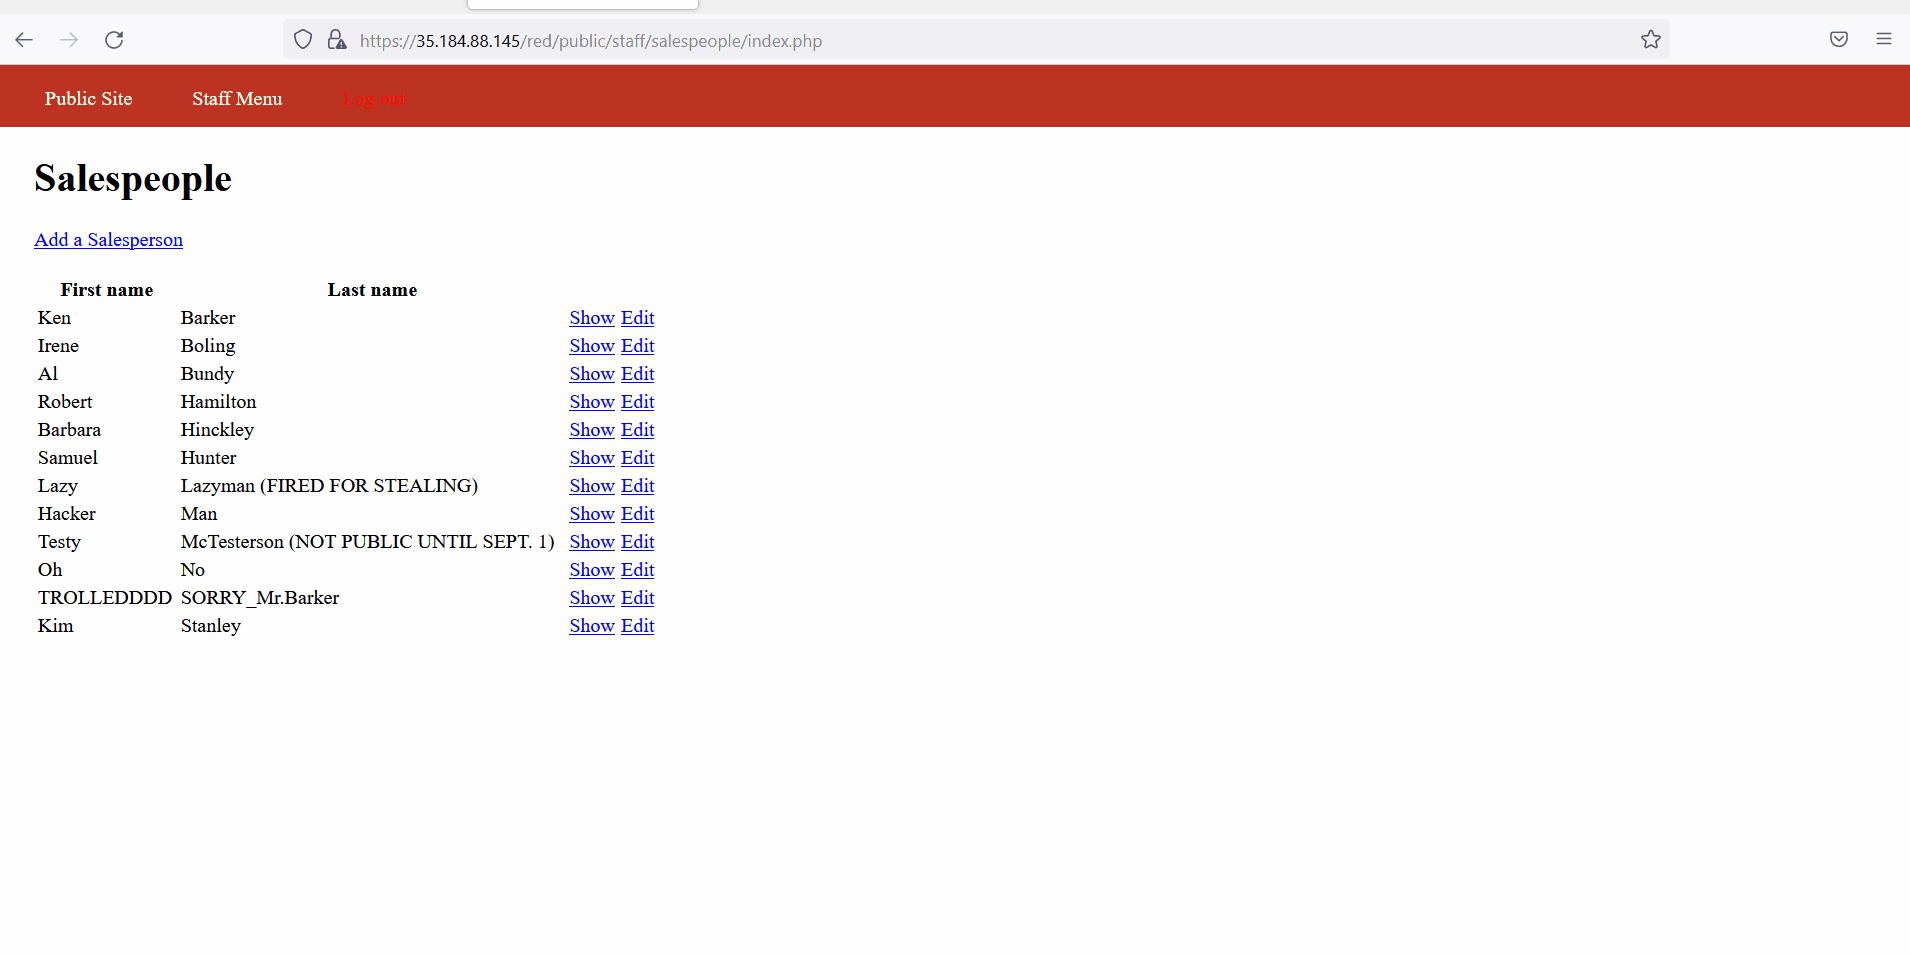 https://35.184.88.145/red/public/staff/salespeople/index.php
Public Site Staff Menu Log out
Salespeople
Add a Salesperson
First name Last name
Ken Barker Show Edit
Irene Boling Show Edit
Al Bundy Show Edit
Robert Hamilton Show Edit
Barbara Hinckley Show Edit
Samuel Hunter Show Edit
Lazy Lazyman (FIRED FOR STEALING) Show Edit
Hacker Man Show Edit
Testy McTesterson (NOT PUBLIC UNTIL SEPT. 1) Show Edit
Oh No Show Edit
TROLLEDDDD SORRY_Mr.Barker Show Edit
Kim Stanley Show Edit